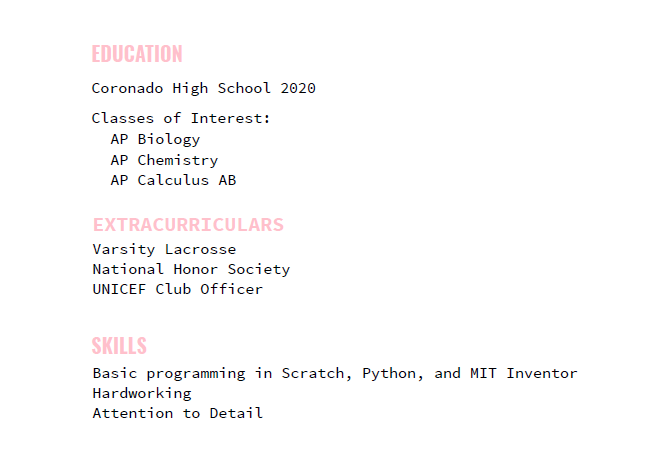 EDUCATION
Coronado High School 2020
Classes of Interest:
AP Biology
AP Chemistry
AP Calculus AB
EXTRACURRICULARS
Varsity Lacrosse
National Honor Society
UNICEF Club Officer
SKILLS
Basic programming in Scratch, Python, and MIT Inventor
Hardworking
Attention to Detail